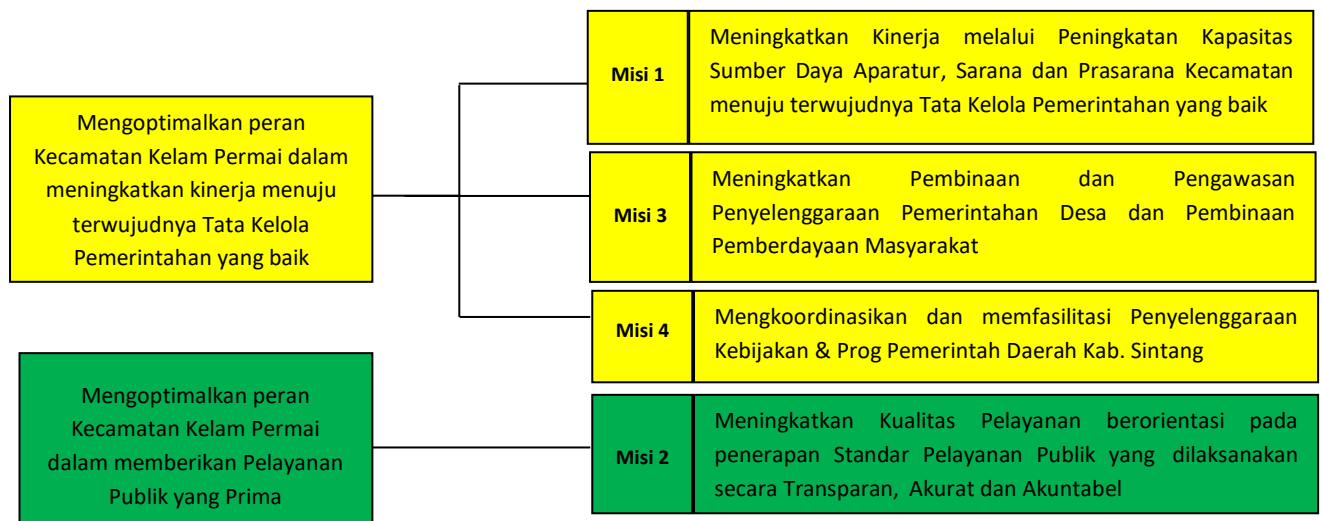 Mengoptimalkan peran
Kecamatan Kelam Permai dalam
meningkatkan kinerja menuju
terwujudnya Tata Kelola
Pemerintahan yang baik
Misi 1
Meningkatkan Kinerja melalui Peningkatan Kapasitas
Sumber Daya Aparatur, Sarana dan Prasarana Kecamatan
menuju terwujudnya Tata Kelola Pemerintahan yang baik
Misi 3
Meningkatkan Pembinaan dan Pengawasan
Penyelenggaraan Pemerintahan Desa dan Pembinaan
Pemberdayaan Masyarakat
Misi 4
Mengkoordinasikan dan memfasilitasi Penyelenggaraan
Kebijakan & Prog Pemerintah Daerah Kab. Sintang
Mengoptimalkan peran
Kecamatan Kelam Permai
dalam memberikan Pelayanan
Publik yang Prima
Misi 2
Meningkatkan Kualitas Pelayanan berorientasi pada
penerapan Standar Pelayanan Publik yang dilaksanakan
secara Transparan, Akurat dan Akuntabel